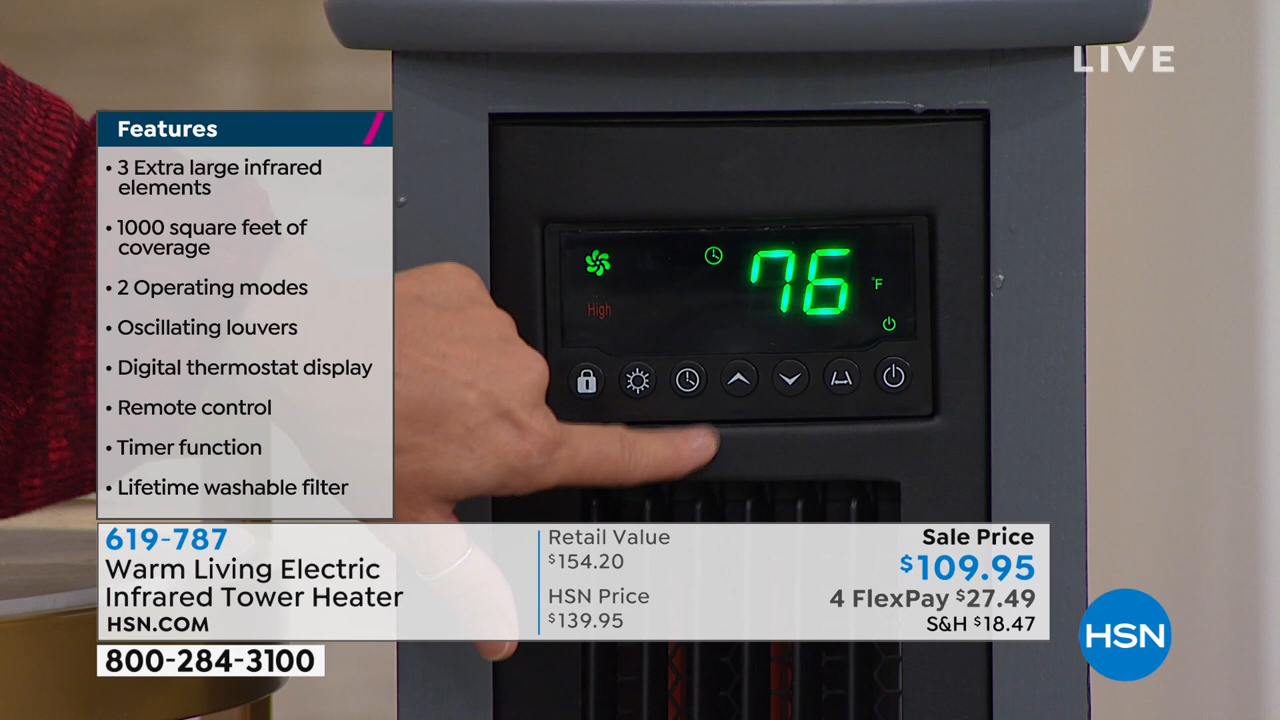 LIVE
Features
• 3 Extra large infrared
elements
• 1000 square feet of
coverage
• 2 Operating modes
• Oscillating louvers
• Digital thermostat display
• Remote control
• Timer function
• Lifetime washable filter
76
°F
High
619-787
Warm Living Electric
Infrared Tower Heater
HSN.COM
Retail Value
$154.20
HSN Price
$139.95
Sale Price
$109.95
4 FlexPay $27.49
S&H $18.47
800-284-3100
HSN